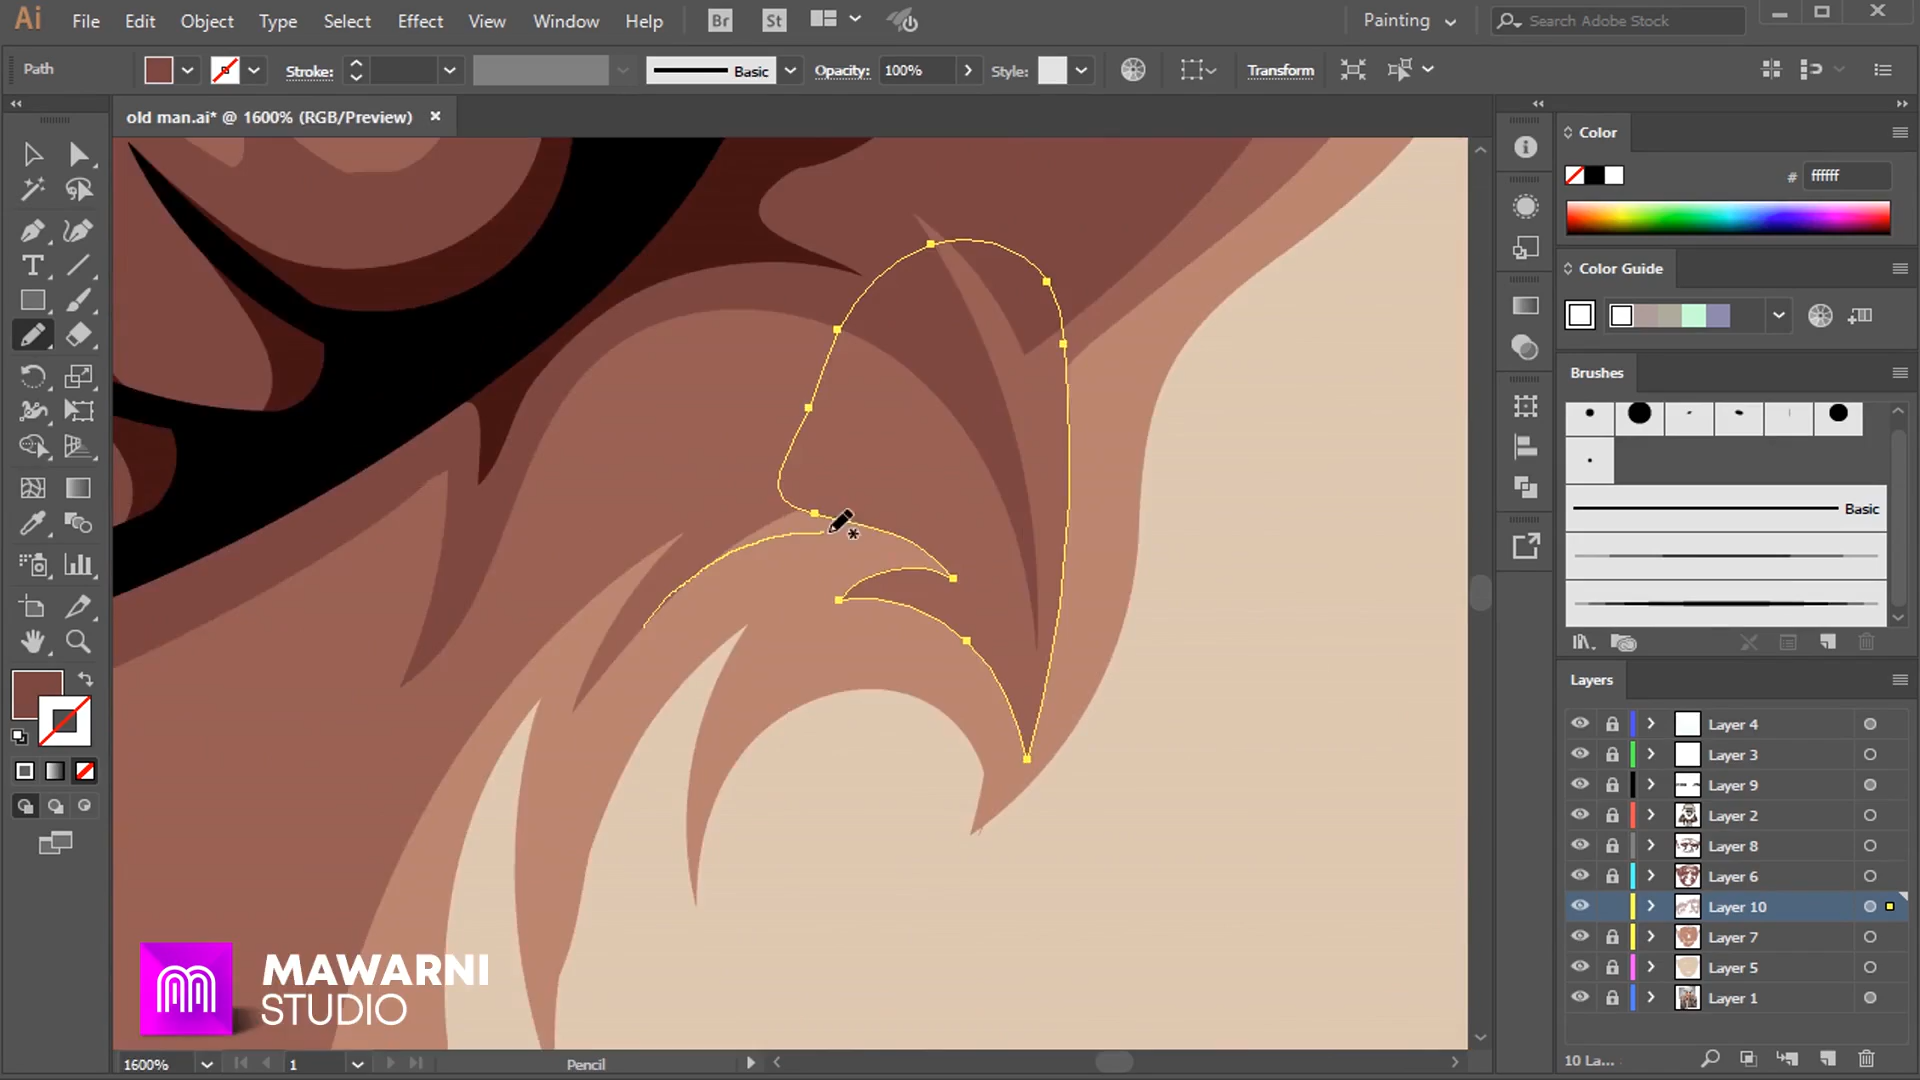 Ai File Edit Object Type Select Effect View Window Help Br St Painting Search Adobe Stock
Path Stroke: Basic Opacity: 100% Style: Transform
old man.ai* @ 1600% (RGB/Preview)
Color
# ffffff
Color Guide
Brushes
Basic
Layers
Layer 4
Layer 3
Layer 9
Layer 2
Layer 8
Layer 6
Layer 10
Layer 7
Layer 5
Layer 1
MAWARNI
STUDIO
1600% 1 Pencil 10 La...